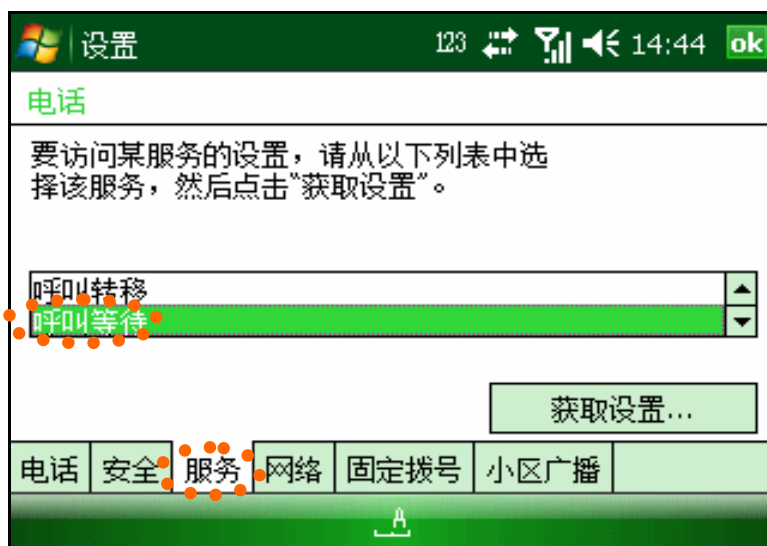 设置 123 14:44 ok
电话
要访问某服务的设置，请从以下列表中选
择该服务，然后点击“获取设置”。
呼叫转移
呼叫等待
获取设置...
电话 安全 服务 网络 固定拨号 小区广播
A